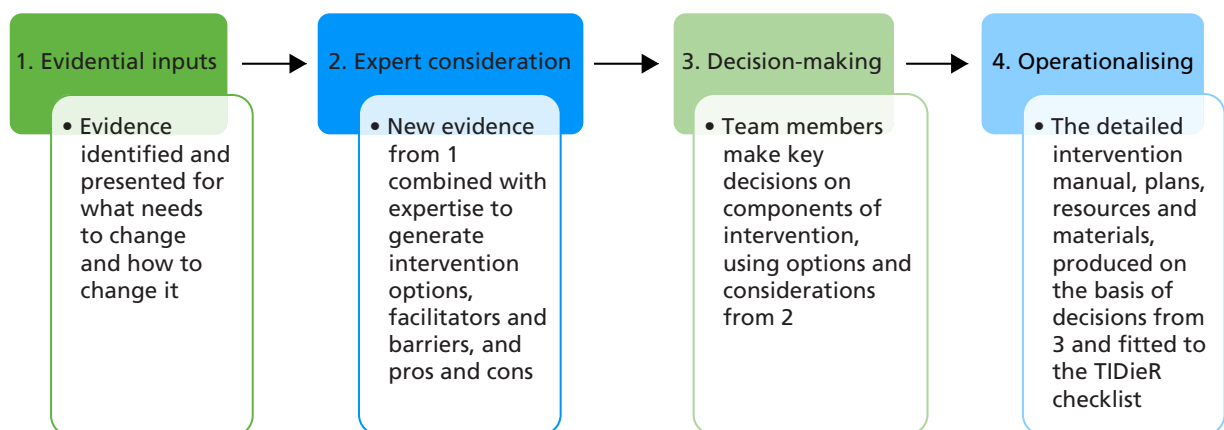 1. Evidential inputs
• Evidence
identified and
presented for
what needs
to change
and how to
change it
2. Expert consideration
• New evidence
from 1
combined with
expertise to
generate
intervention
options,
facilitators and
barriers, and
pros and cons
3. Decision-making
• Team members
make key
decisions on
components of
intervention,
using options and
considerations
from 2
4. Operationalising
• The detailed
intervention
manual, plans,
resources and
materials,
produced on
the basis of
decisions from
3 and fitted to
the TIDieR
checklist